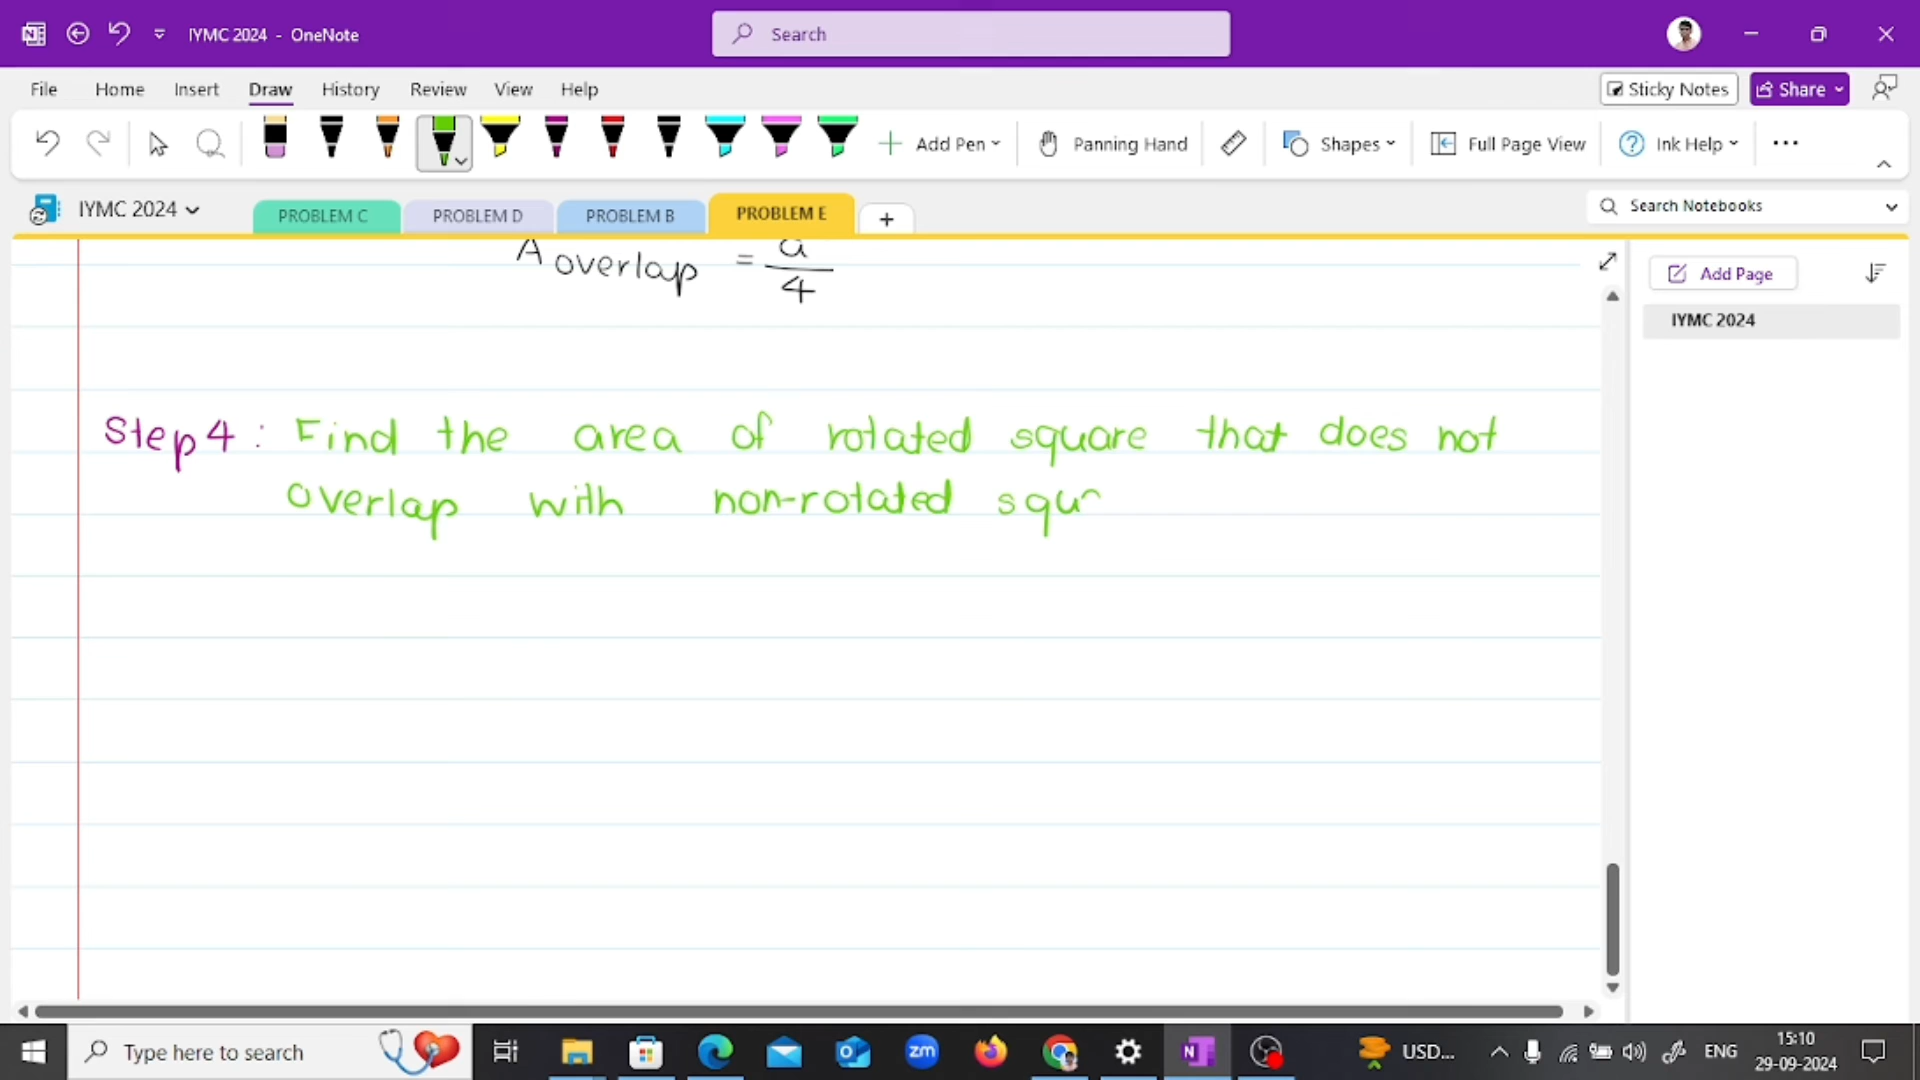 IYMC 2024 - OneNote
Search
File Home Insert Draw History Review View Help
Sticky Notes
Share
Add Pen
Panning Hand
Shapes
Full Page View
Ink Help
IYMC 2024
PROBLEM C
PROBLEM D
PROBLEM B
PROBLEM E
+
Search Notebooks
A overlap = a
4
Add Page
IYMC 2024
Step 4 : Find the area of rotated square that does not
overlap with non-rotated squ
Type here to search
zm
N
USD...
ENG
15:10
29-09-2024